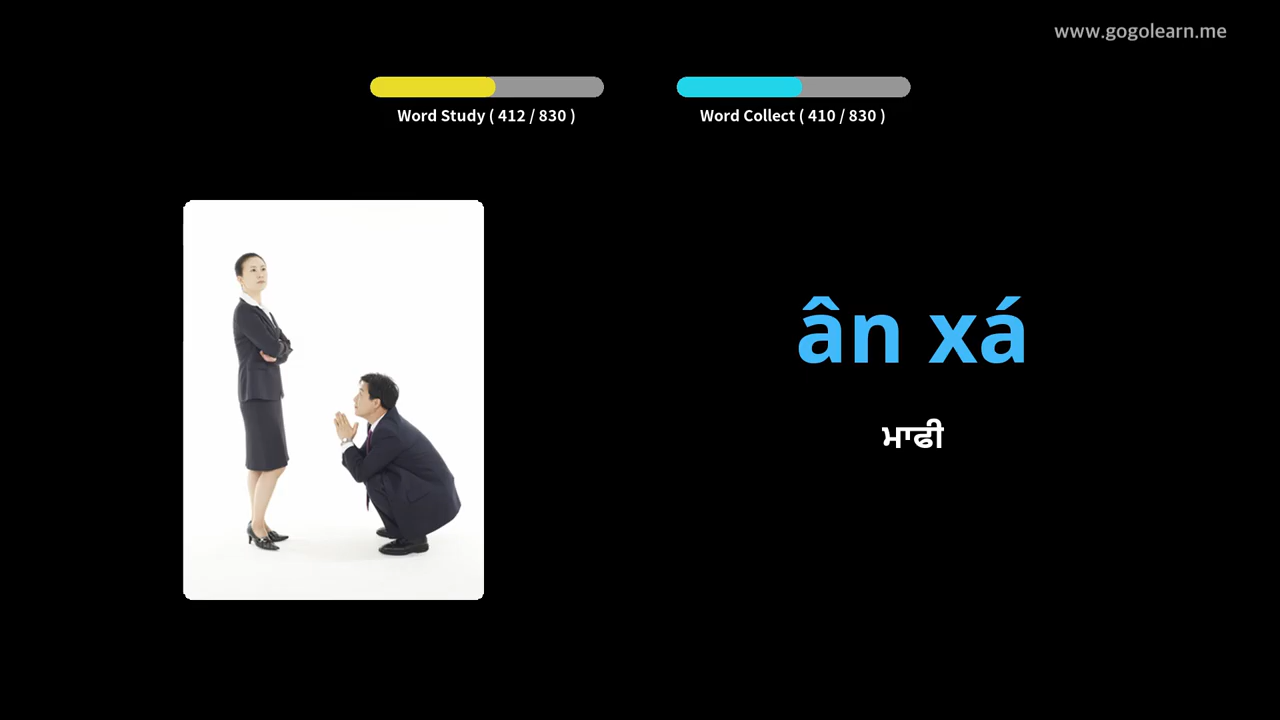 www.gogolearn.me
Word Study ( 412 / 830 )
Word Collect ( 410 / 830 )
ân xá
ਮਾਫੀ